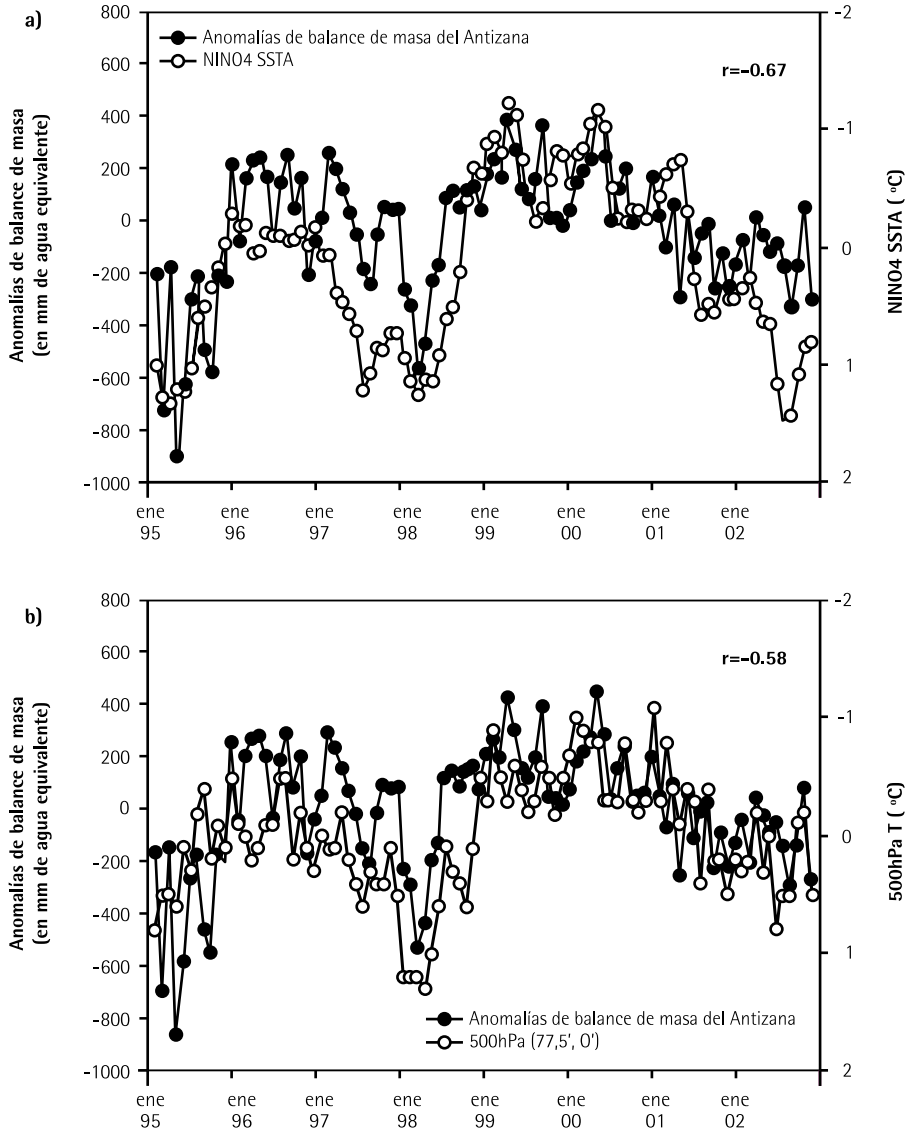 a)
Anomalías de balance de masa del Antizana
NINO4 SSTA
r=-0.67
Anomalías de balance de masa
(en mm de agua equivalente)
800
600
400
200
0
-200
-400
-600
-800
-1000
-2
-1
0
1
2
NINO4 SSTA ( °C)
ene
95
ene
96
ene
97
ene
98
ene
99
ene
00
ene
01
ene
02
b)
r=-0.58
Anomalías de balance de masa
(en mm de agua equivalente)
800
600
400
200
0
-200
-400
-600
-800
-1000
-2
-1
0
1
2
500hPa T ( °C)
Anomalías de balance de masa del Antizana
500hPa (77,5', 0')
ene
95
ene
96
ene
97
ene
98
ene
99
ene
00
ene
01
ene
02